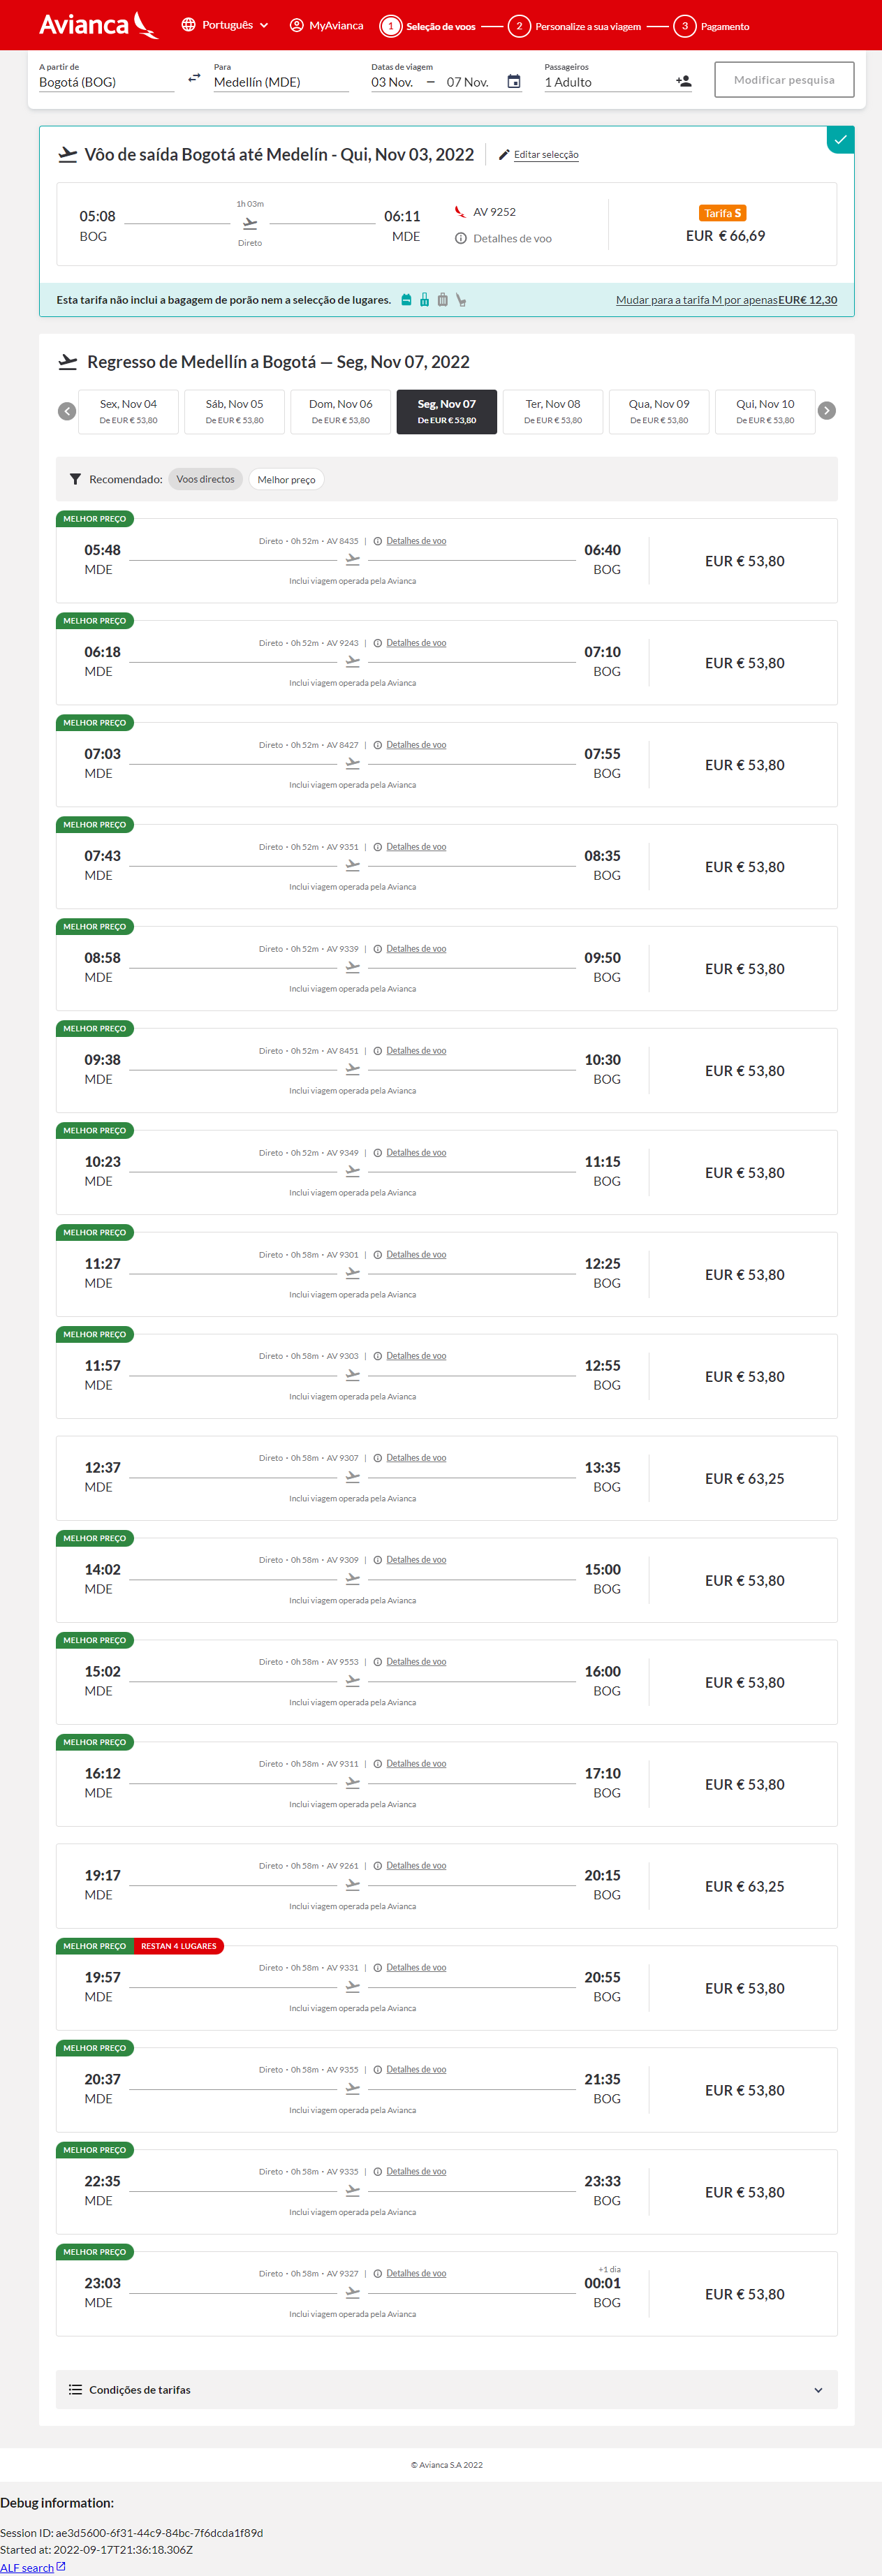 Avianca
Português
MyAvianca
1 Seleção de voos
2 Personalize a sua viagem
3 Pagamento
A partir de
Bogotá (BOG)
Para
Medellín (MDE)
Datas de viagem
03 Nov. – 07 Nov.
Passageiros
1 Adulto
Modificar pesquisa
Vôo de saída Bogotá até Medelín - Qui, Nov 03, 2022
Editar selecção
05:08
BOG
1h 03m
Direto
06:11
MDE
AV 9252
Detalhes de voo
Tarifa S
EUR € 66,69
Esta tarifa não inclui a bagagem de porão nem a selecção de lugares.
Mudar para a tarifa M por apenas EUR€ 12,30
Regresso de Medellín a Bogotá — Seg, Nov 07, 2022
Sex, Nov 04
De EUR € 53,80
Sáb, Nov 05
De EUR € 53,80
Dom, Nov 06
De EUR € 53,80
Seg, Nov 07
De EUR € 53,80
Ter, Nov 08
De EUR € 53,80
Qua, Nov 09
De EUR € 53,80
Qui, Nov 10
De EUR € 53,80
Recomendado: Voos directos Melhor preço
MELHOR PREÇO
Direto • 0h 52m • AV 8435 | Detalhes de voo
05:48 06:40
MDE BOG
Inclui viagem operada pela Avianca
EUR € 53,80
MELHOR PREÇO
Direto • 0h 52m • AV 9243 | Detalhes de voo
06:18 07:10
MDE BOG
Inclui viagem operada pela Avianca
EUR € 53,80
MELHOR PREÇO
Direto • 0h 52m • AV 8427 | Detalhes de voo
07:03 07:55
MDE BOG
Inclui viagem operada pela Avianca
EUR € 53,80
MELHOR PREÇO
Direto • 0h 52m • AV 9351 | Detalhes de voo
07:43 08:35
MDE BOG
Inclui viagem operada pela Avianca
EUR € 53,80
MELHOR PREÇO
Direto • 0h 52m • AV 9339 | Detalhes de voo
08:58 09:50
MDE BOG
Inclui viagem operada pela Avianca
EUR € 53,80
MELHOR PREÇO
Direto • 0h 52m • AV 8451 | Detalhes de voo
09:38 10:30
MDE BOG
Inclui viagem operada pela Avianca
EUR € 53,80
MELHOR PREÇO
Direto • 0h 52m • AV 9349 | Detalhes de voo
10:23 11:15
MDE BOG
Inclui viagem operada pela Avianca
EUR € 53,80
MELHOR PREÇO
Direto • 0h 58m • AV 9301 | Detalhes de voo
11:27 12:25
MDE BOG
Inclui viagem operada pela Avianca
EUR € 53,80
MELHOR PREÇO
Direto • 0h 58m • AV 9303 | Detalhes de voo
11:57 12:55
MDE BOG
Inclui viagem operada pela Avianca
EUR € 53,80
Direto • 0h 58m • AV 9307 | Detalhes de voo
12:37 13:35
MDE BOG
Inclui viagem operada pela Avianca
EUR € 63,25
MELHOR PREÇO
Direto • 0h 58m • AV 9309 | Detalhes de voo
14:02 15:00
MDE BOG
Inclui viagem operada pela Avianca
EUR € 53,80
MELHOR PREÇO
Direto • 0h 58m • AV 9553 | Detalhes de voo
15:02 16:00
MDE BOG
Inclui viagem operada pela Avianca
EUR € 53,80
MELHOR PREÇO
Direto • 0h 58m • AV 9311 | Detalhes de voo
16:12 17:10
MDE BOG
Inclui viagem operada pela Avianca
EUR € 53,80
Direto • 0h 58m • AV 9261 | Detalhes de voo
19:17 20:15
MDE BOG
Inclui viagem operada pela Avianca
EUR € 63,25
MELHOR PREÇO RESTAN 4 LUGARES
Direto • 0h 58m • AV 9331 | Detalhes de voo
19:57 20:55
MDE BOG
Inclui viagem operada pela Avianca
EUR € 53,80
MELHOR PREÇO
Direto • 0h 58m • AV 9355 | Detalhes de voo
20:37 21:35
MDE BOG
Inclui viagem operada pela Avianca
EUR € 53,80
MELHOR PREÇO
Direto • 0h 58m • AV 9335 | Detalhes de voo
22:35 23:33
MDE BOG
Inclui viagem operada pela Avianca
EUR € 53,80
MELHOR PREÇO
Direto • 0h 58m • AV 9327 | Detalhes de voo
+1 dia
23:03 00:01
MDE BOG
Inclui viagem operada pela Avianca
EUR € 53,80
Condições de tarifas
© Avianca S.A 2022
Debug information:
Session ID: ae3d5600-6f31-44c9-84bc-7f6dcda1f89d
Started at: 2022-09-17T21:36:18.306Z
ALF search